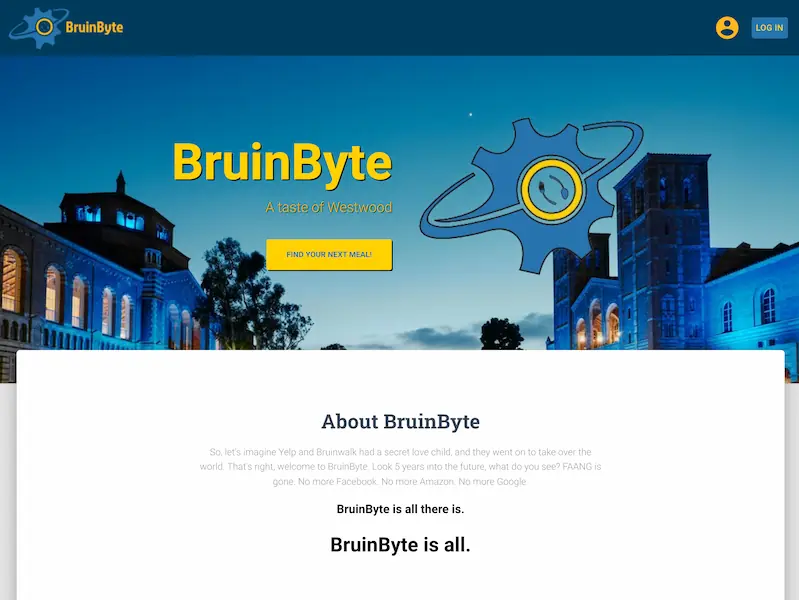 BruinByte
LOG IN
BruinByte
A taste of Westwood
FIND YOUR NEXT MEAL!
About BruinByte
So, let's imagine Yelp and Bruinwalk had a secret love child, and they went on to take over the
world. That's right, welcome to BruinByte. Look 5 years into the future, what do you see? FAANG is
gone. No more Facebook. No more Amazon. No more Google
BruinByte is all there is.
BruinByte is all.